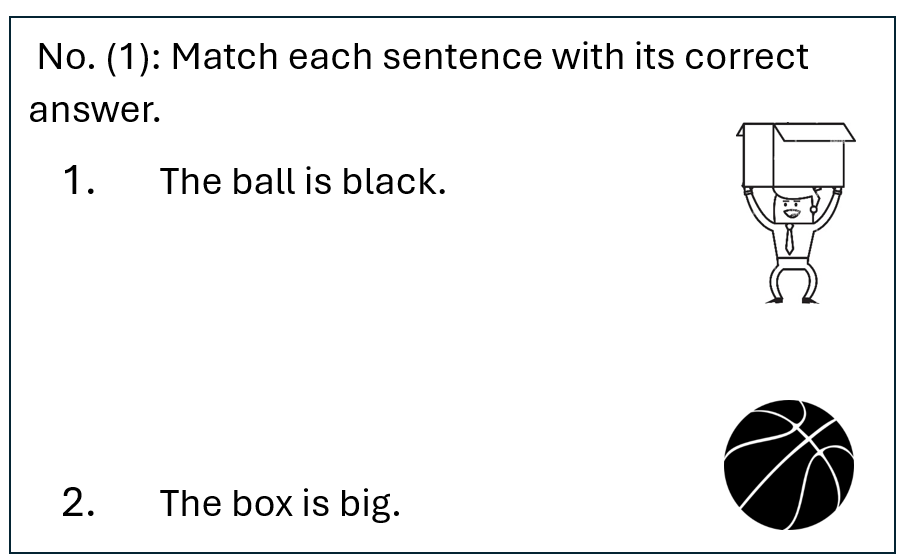 No. (1): Match each sentence with its correct
answer.
1. The ball is black.
2. The box is big.